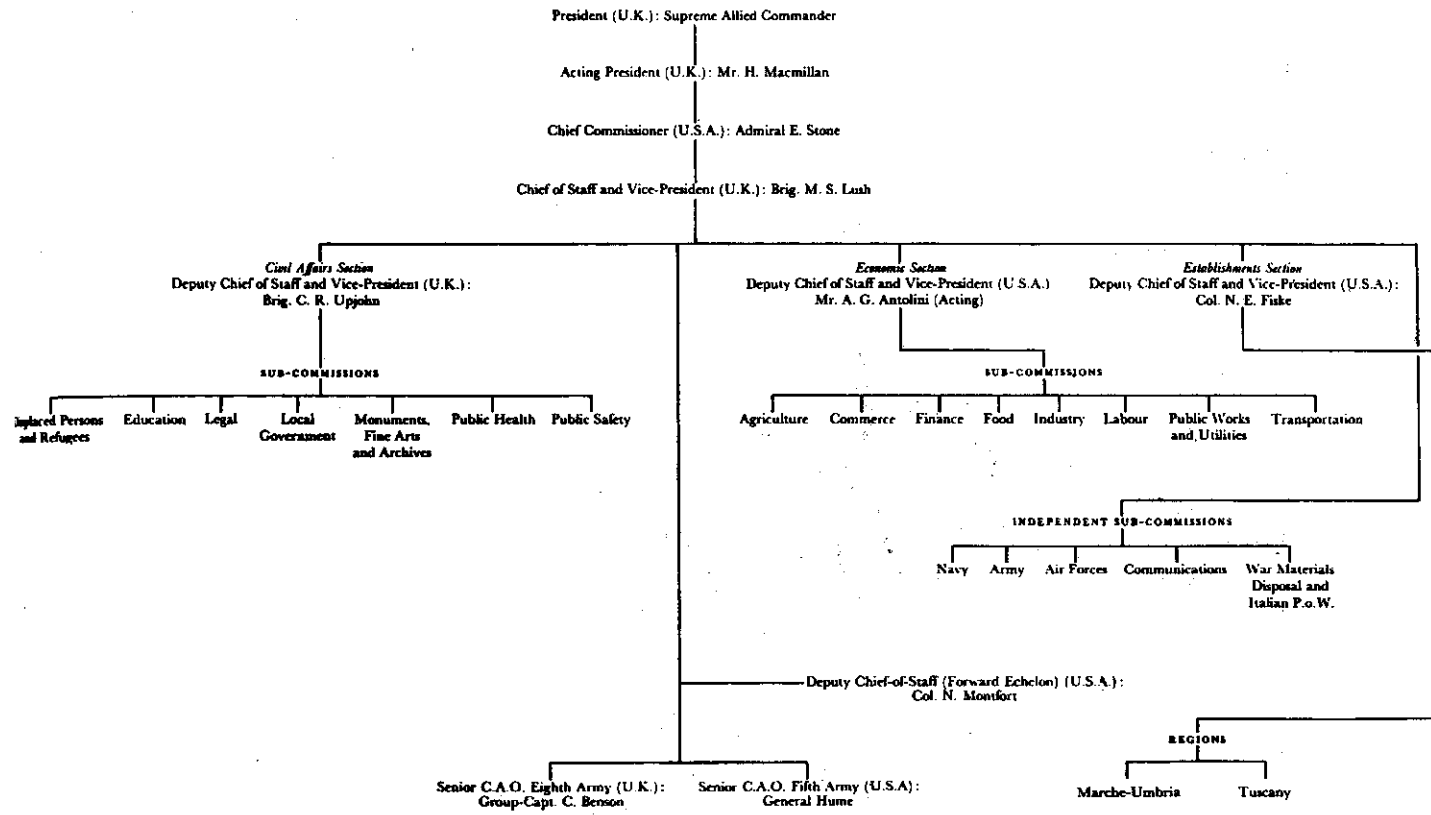 President (U.K.): Supreme Allied Commander
Acting President (U.K.): Mr. H. Macmillan
Chief Commissioner (U.S.A.): Admiral E. Stone
Chief of Staff and Vice-President (U.K.): Brig. M. S. Lush
Civil Affairs Section
Deputy Chief of Staff and Vice-President (U.K.):
Brig. C. R. Upjohn
Economic Section
Deputy Chief of Staff and Vice-President (U.S.A.)
Mr. A. G. Antolini (Acting)
Establishments Section
Deputy Chief of Staff and Vice-President (U.S.A.):
Col. N. E. Fiske
SUB-COMMISSIONS
Persons
and Refugees
Education
Legal
Local
Government
Monuments,
Fine Arts
and Archives
Public Health
Public Safety
SUB-COMMISSIONS
Agriculture
Commerce
Finance
Food
Industry
Labour
Public Works
and Utilities
Transportation
INDEPENDENT SUB-COMMISSIONS
Navy
Army
Air Forces
Communications
War Materials
Disposal and
Italian P.o.W.
Deputy Chief-of-Staff (Forward Echelon) (U.S.A.):
Col. N. Montfort
REGIONS
Marche-Umbria
Tuscany
Senior C.A.O. Eighth Army (U.K.):
Group-Capt. C. Benson
Senior C.A.O. Fifth Army (U.S.A):
General Hume